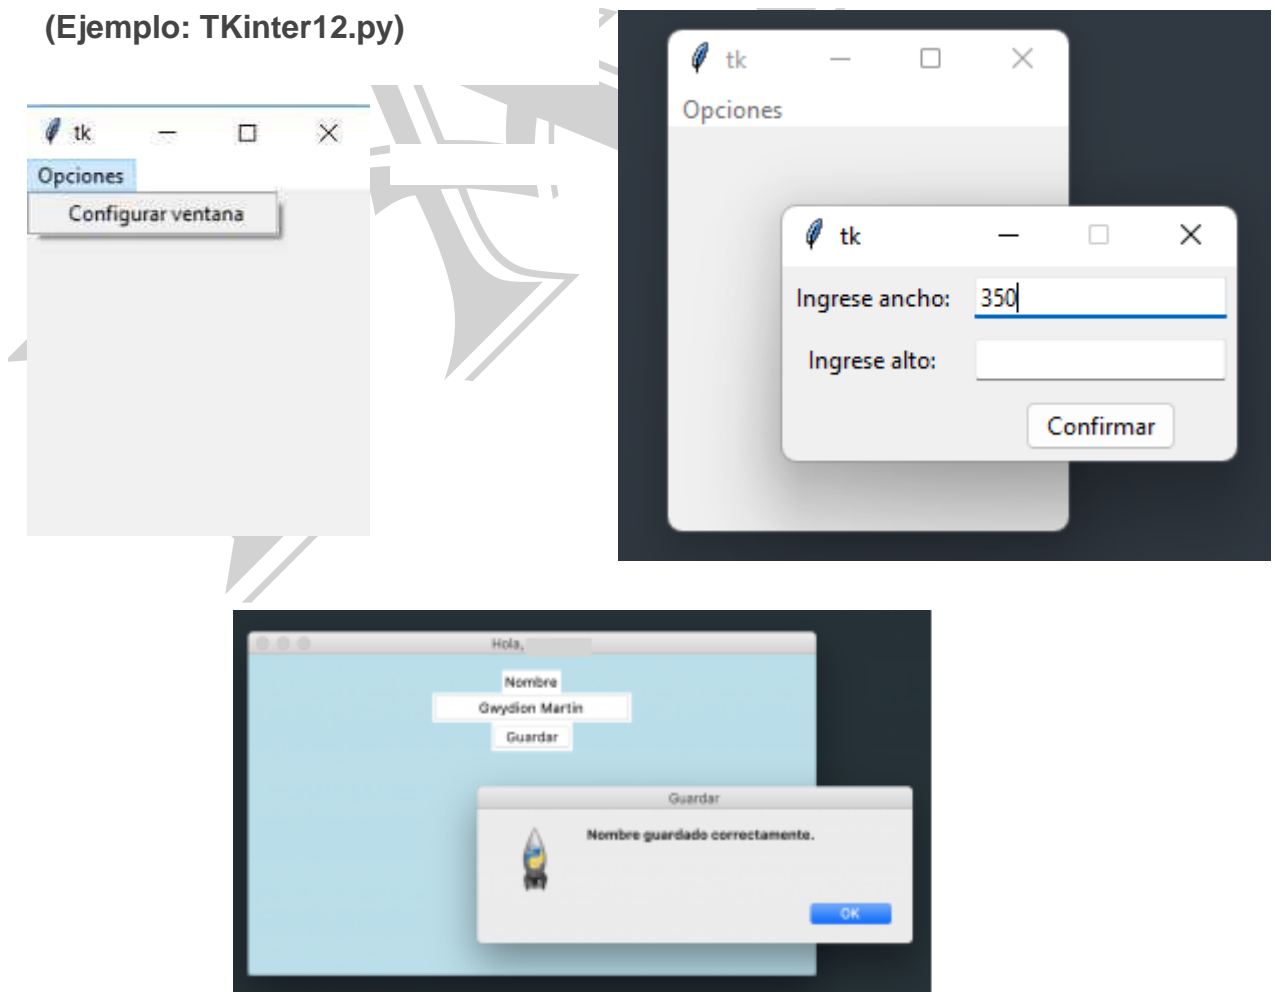 (Ejemplo: TKinter12.py)
tk
Opciones
Configurar ventana
tk
Opciones
tk
Ingrese ancho: 350
Ingrese alto:
Confirmar
Hola,
Nombre
Gwydion Martin
Guardar
Guardar
Nombre guardado correctamente.
OK